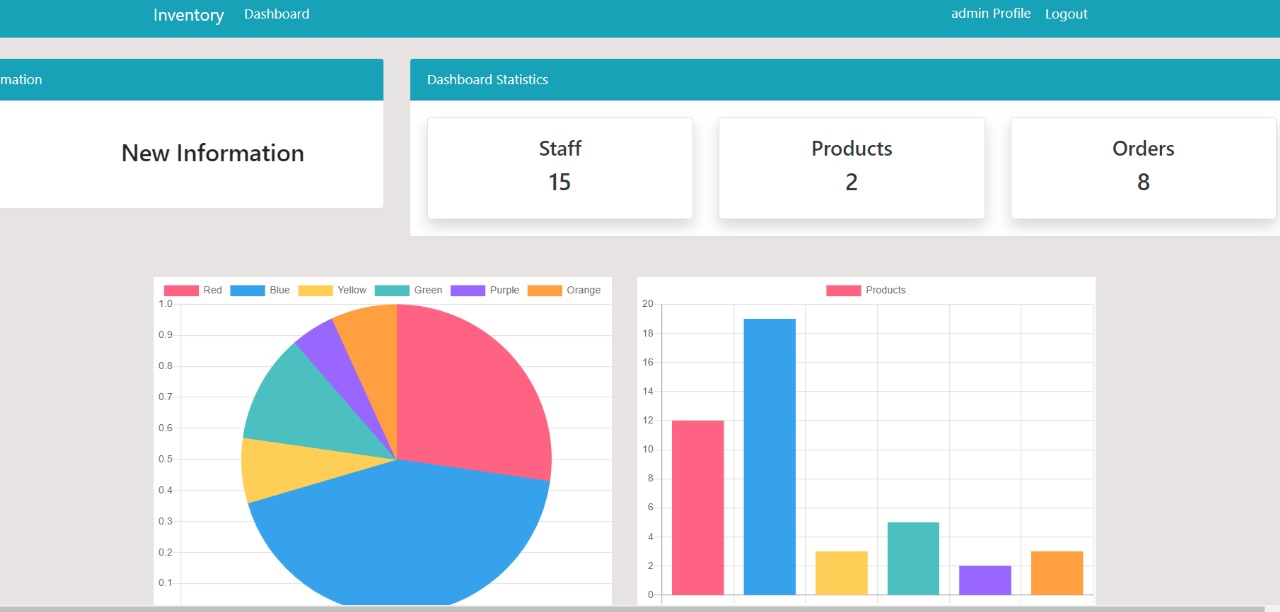 Inventory Dashboard admin Profile Logout
mation
Dashboard Statistics
New Information
Staff
15
Products
2
Orders
8
Red Blue Yellow Green Purple Orange
1.0
0.9
0.8
0.7
0.6
0.5
0.4
0.3
0.2
0.1
Products
20
18
16
14
12
10
8
6
4
2
0